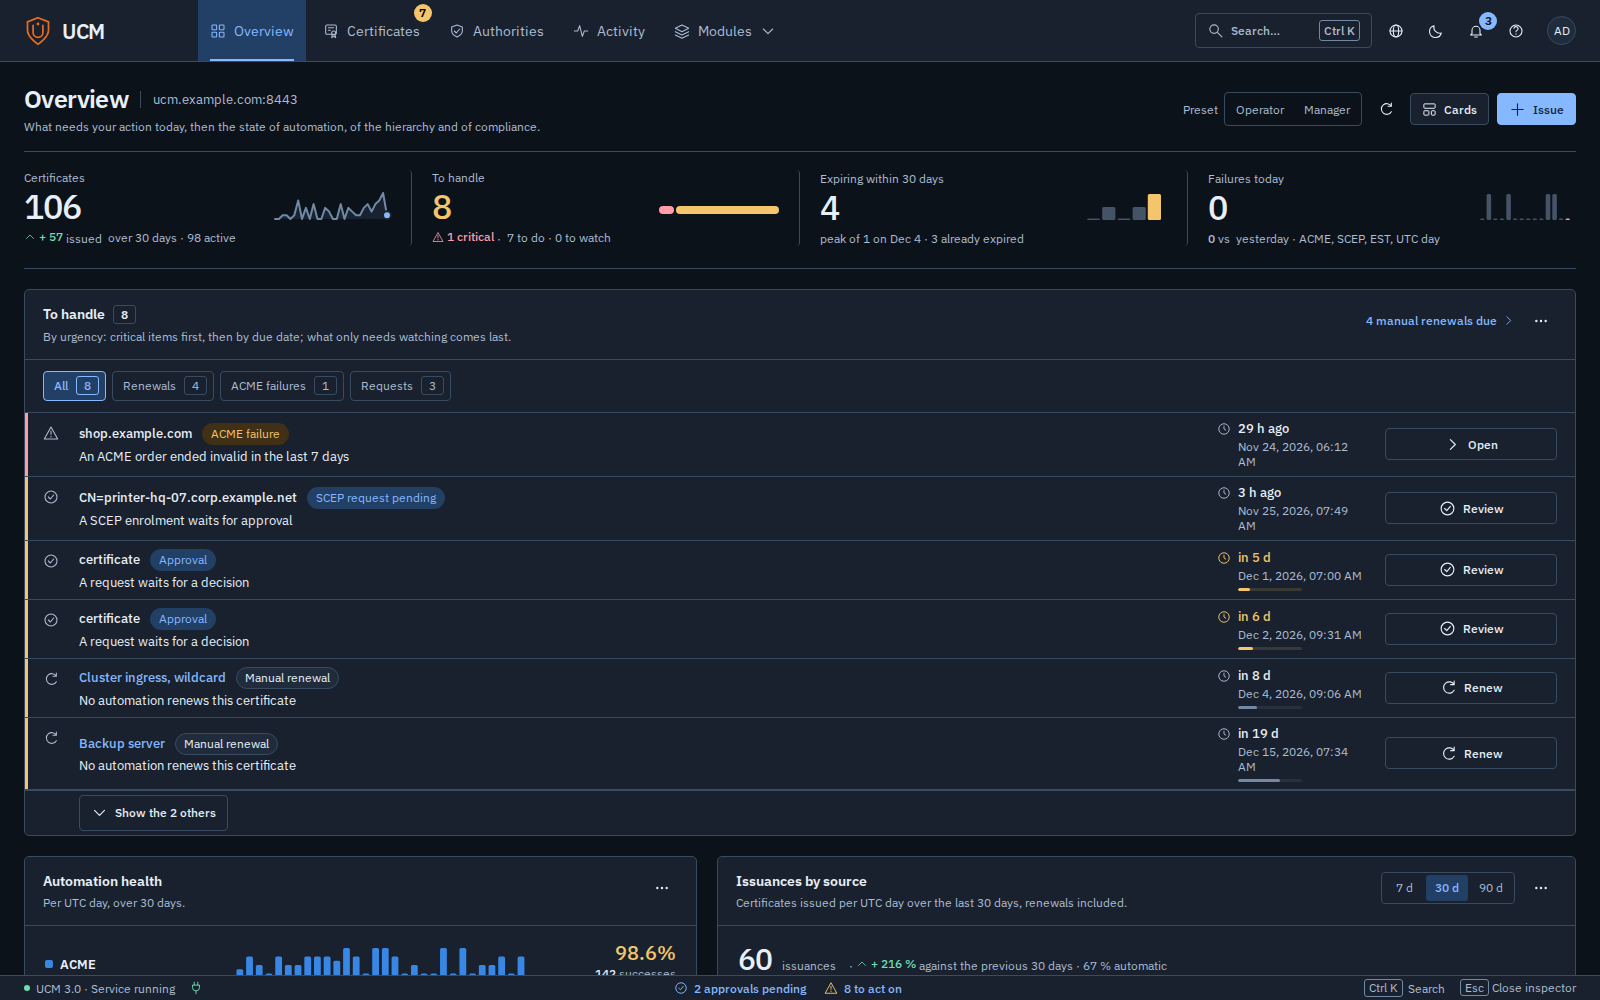 UCM
Overview
Certificates
7
Authorities
Activity
Modules
Search...
Ctrl K
3
AD
Overview
ucm.example.com:8443
What needs your action today, then the state of automation, of the hierarchy and of compliance.
Preset
Operator
Manager
Cards
Issue
Certificates
106
+ 57 issued over 30 days · 98 active
To handle
8
1 critical · 7 to do · 0 to watch
Expiring within 30 days
4
peak of 1 on Dec 4 · 3 already expired
Failures today
0
0 vs yesterday · ACME, SCEP, EST, UTC day
To handle 8
By urgency: critical items first, then by due date; what only needs watching comes last.
4 manual renewals due
All 8
Renewals 4
ACME failures 1
Requests 3
shop.example.com ACME failure
An ACME order ended invalid in the last 7 days
29 h ago
Nov 24, 2026, 06:12
AM
Open
CN=printer-hq-07.corp.example.net SCEP request pending
A SCEP enrolment waits for approval
3 h ago
Nov 25, 2026, 07:49
AM
Review
certificate Approval
A request waits for a decision
in 5 d
Dec 1, 2026, 07:00 AM
Review
certificate Approval
A request waits for a decision
in 6 d
Dec 2, 2026, 09:31 AM
Review
Cluster ingress, wildcard Manual renewal
No automation renews this certificate
in 8 d
Dec 4, 2026, 09:06 AM
Renew
Backup server Manual renewal
No automation renews this certificate
in 19 d
Dec 15, 2026, 07:34
AM
Renew
Show the 2 others
Automation health
Per UTC day, over 30 days.
ACME
98.6%
142 successes
Issuances by source
Certificates issued per UTC day over the last 30 days, renewals included.
7 d
30 d
90 d
60 issuances · + 216 % against the previous 30 days · 67 % automatic
UCM 3.0 · Service running
2 approvals pending
8 to act on
Ctrl K Search
Esc Close inspector